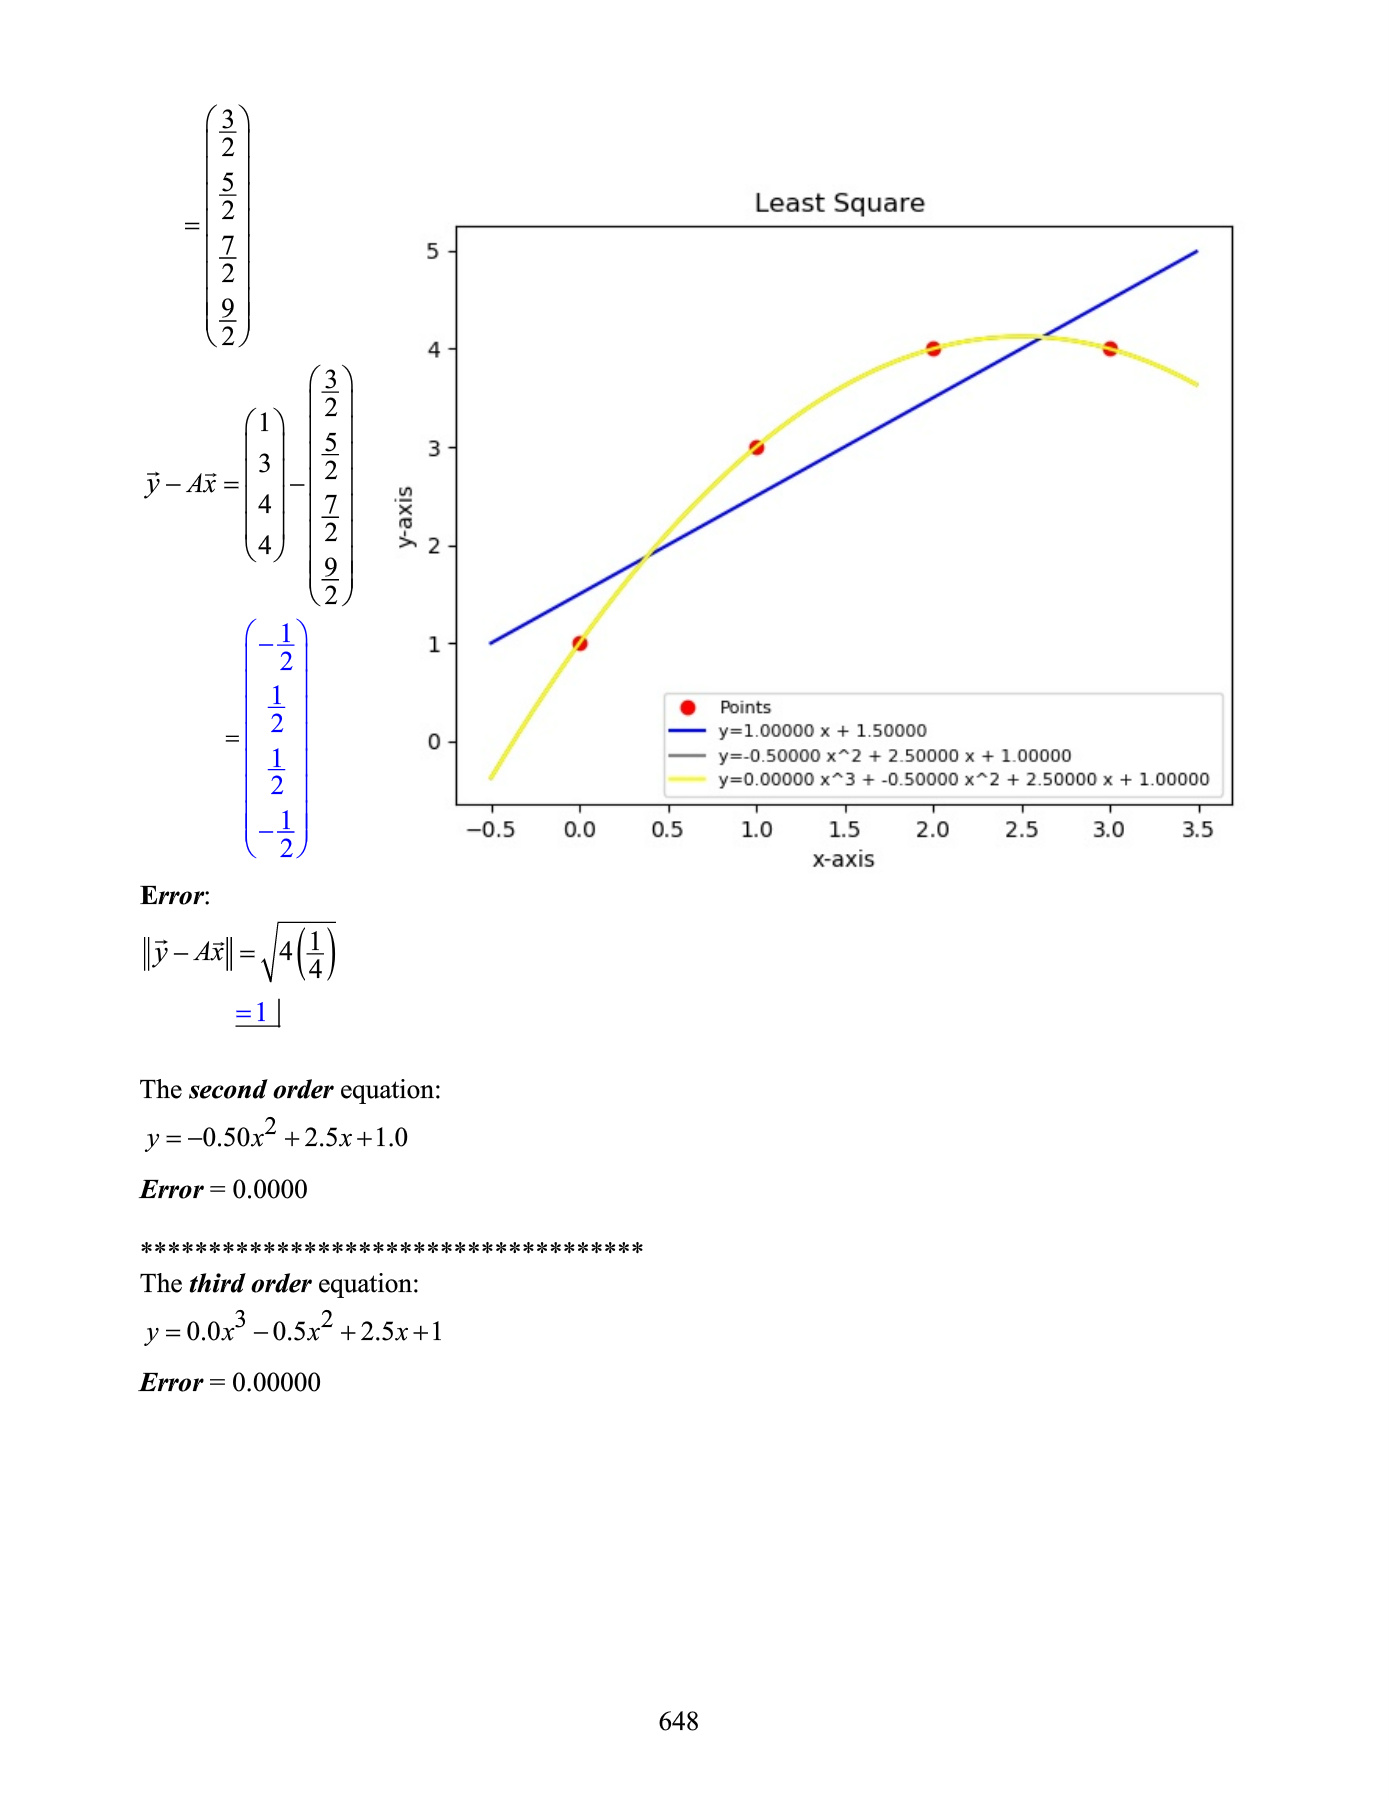 = (3/2 5/2 7/2 9/2)
y⃗ − Ax⃗ = (1 3 4 4) − (3/2 5/2 7/2 9/2)
= (−1/2 1/2 1/2 −1/2)
Least Square
5
4
3
2
1
0
y-axis
Points
y=1.00000 x + 1.50000
y=-0.50000 x^2 + 2.50000 x + 1.00000
y=0.00000 x^3 + -0.50000 x^2 + 2.50000 x + 1.00000
−0.5 0.0 0.5 1.0 1.5 2.0 2.5 3.0 3.5
x-axis
Error:
‖y⃗ − Ax⃗‖ = √(4(1/4))
=1
The second order equation:
y = −0.50x² + 2.5x + 1.0
Error = 0.0000
*************************************
The third order equation:
y = 0.0x³ − 0.5x² + 2.5x + 1
Error = 0.00000
648